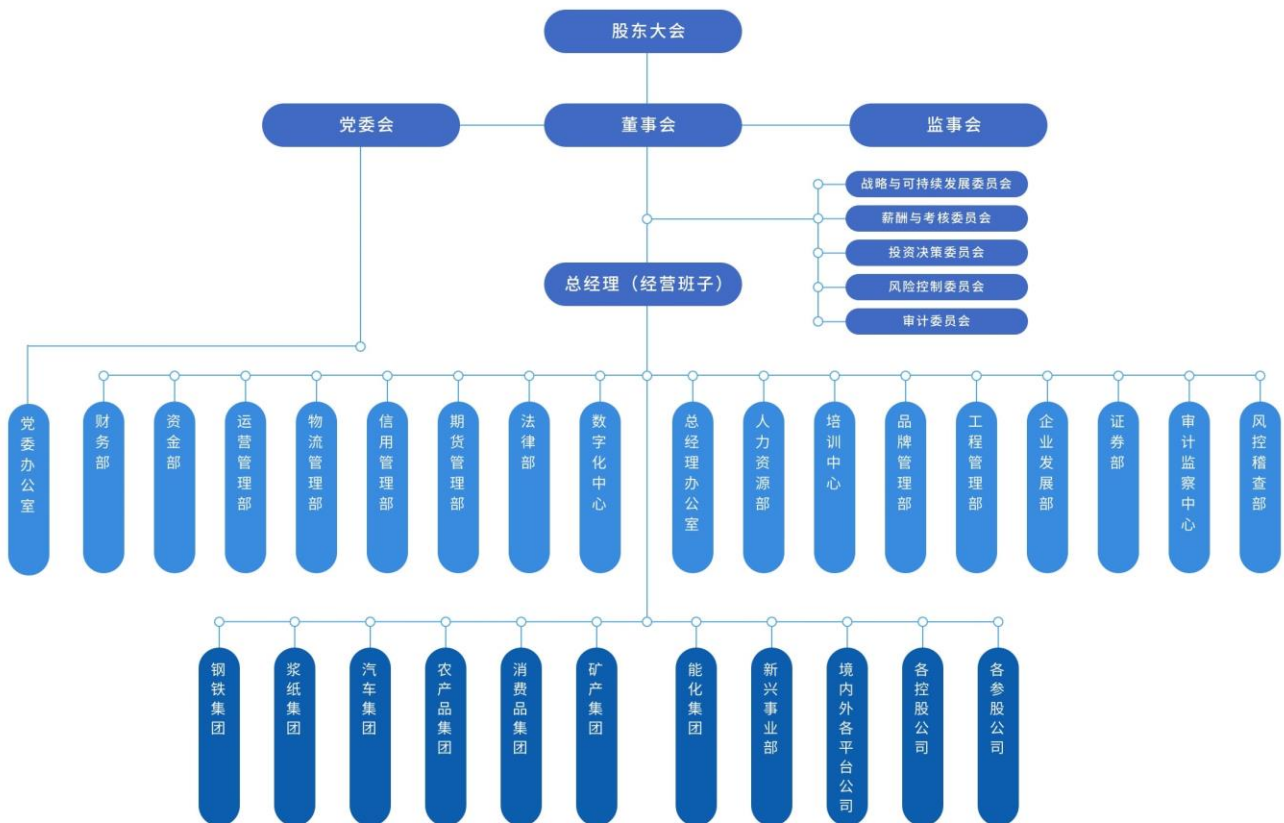 股东大会
党委会
董事会
监事会
战略与可持续发展委员会
薪酬与考核委员会
投资决策委员会
风险控制委员会
审计委员会
总经理（经营班子）
党委办公室
财务部
资金部
运营管理部
物流管理部
信用管理部
期货管理部
法律部
数字化中心
总经理办公室
人力资源部
培训中心
品牌管理部
工程管理部
企业发展部
证券部
审计监察中心
风控稽查部
钢铁集团
浆纸集团
汽车集团
农产品集团
消费品集团
矿产集团
能化集团
新兴事业部
境内外各平台公司
各控股公司
各参股公司